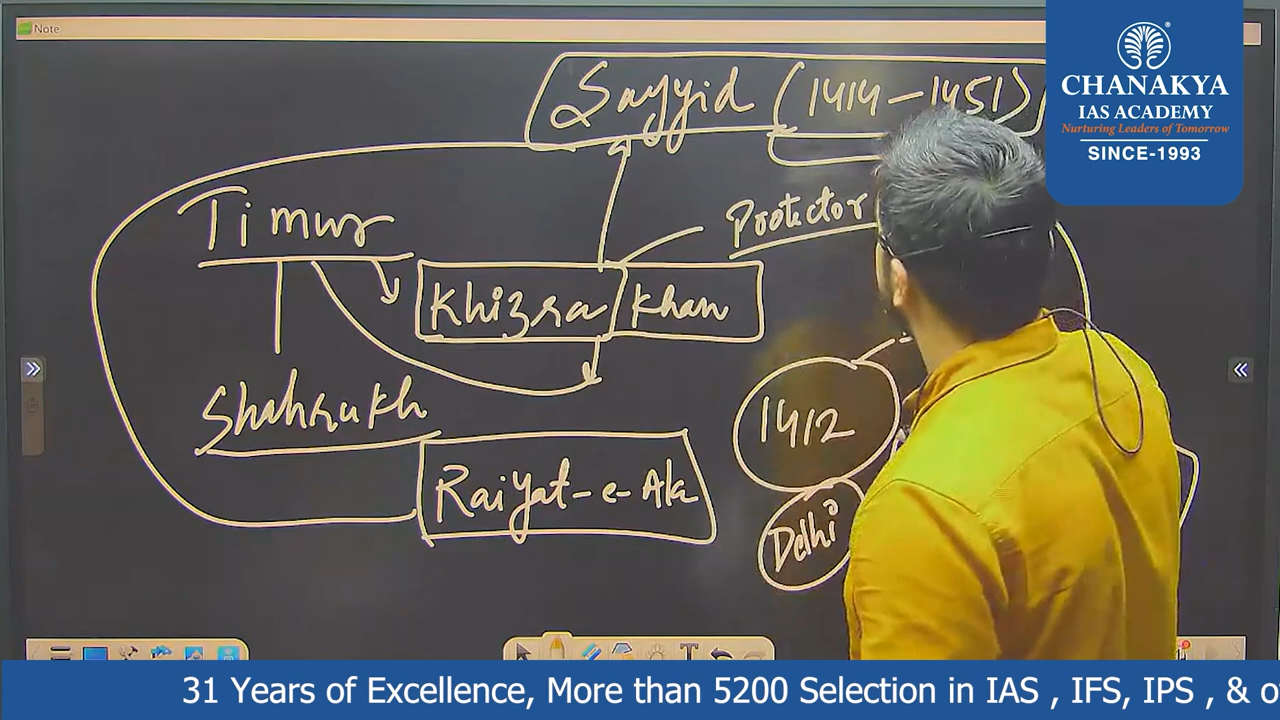 Note
Sayyid (1414-1451)
CHANAKYA
IAS ACADEMY
Nurturing Leaders of Tomorrow
SINCE-1993
Timur
Protector
Khizra Khan
Shahrukh
1412
Raiyat-e-Ala
Delhi
31 Years of Excellence, More than 5200 Selection in IAS , IFS, IPS , & o